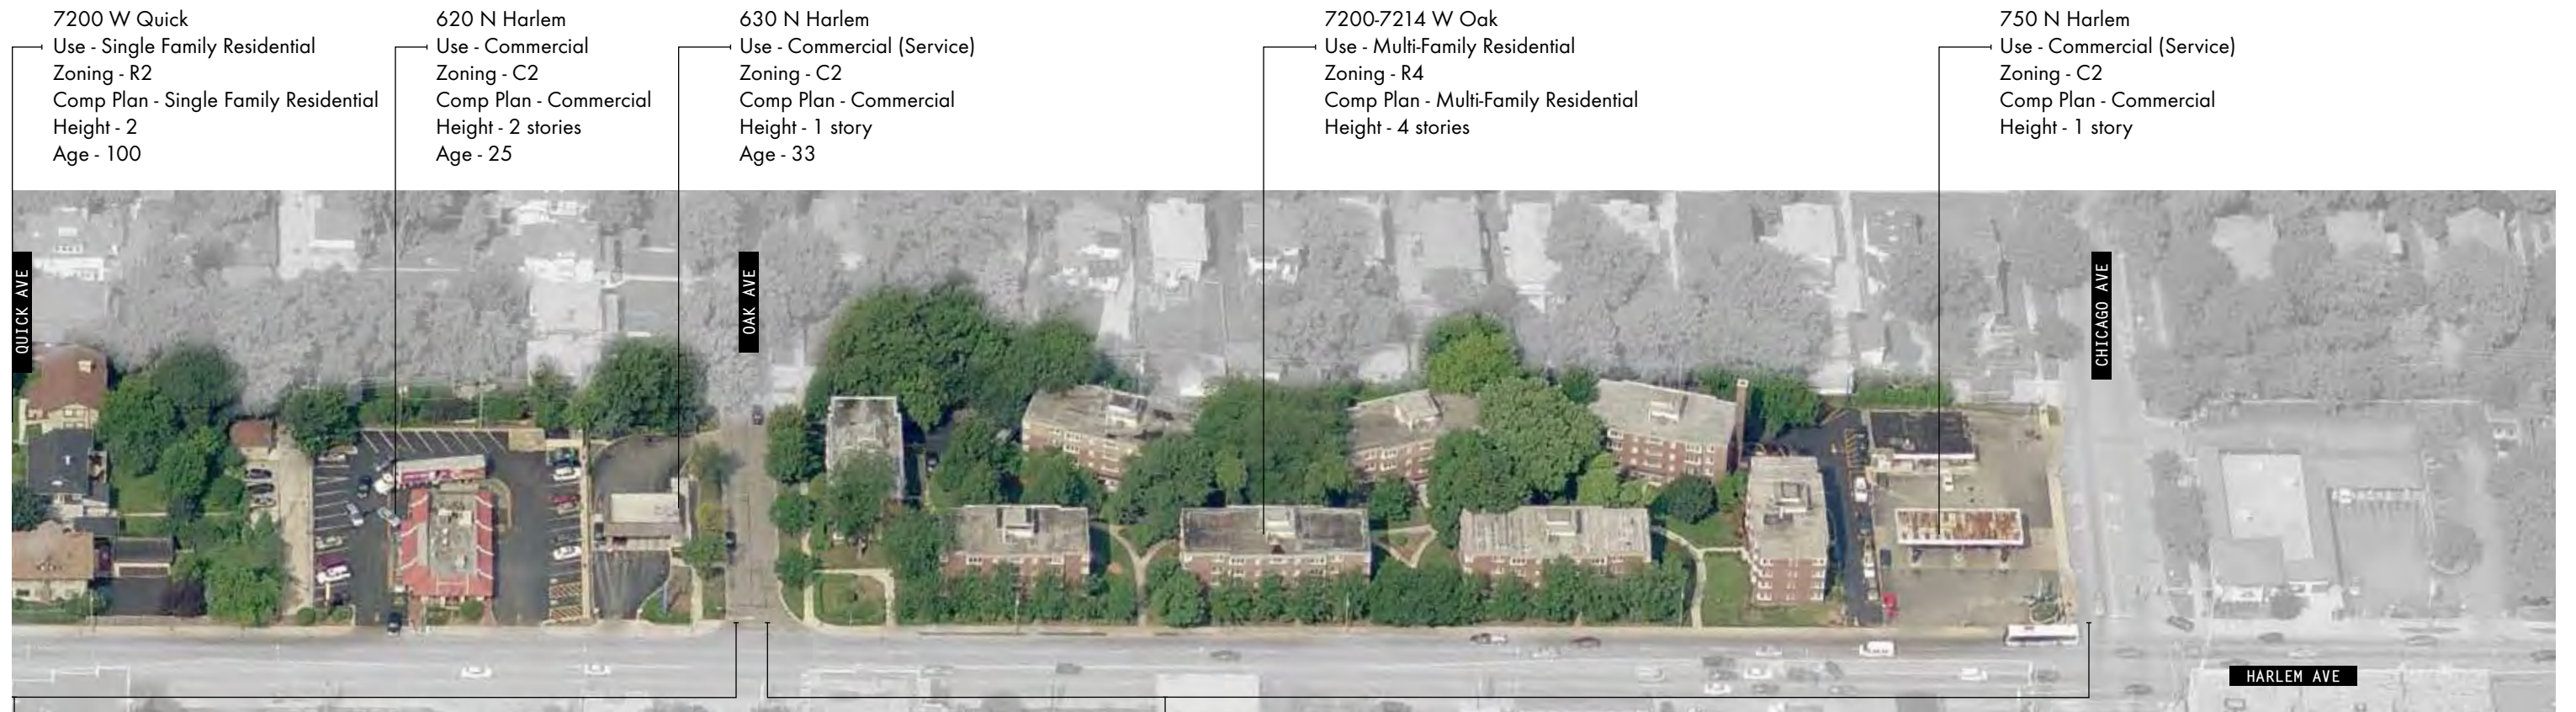 7200 W Quick
Use - Single Family Residential
Zoning - R2
Comp Plan - Single Family Residential
Height - 2
Age - 100
620 N Harlem
Use - Commercial
Zoning - C2
Comp Plan - Commercial
Height - 2 stories
Age - 25
630 N Harlem
Use - Commercial (Service)
Zoning - C2
Comp Plan - Commercial
Height - 1 story
Age - 33
7200-7214 W Oak
Use - Multi-Family Residential
Zoning - R4
Comp Plan - Multi-Family Residential
Height - 4 stories
750 N Harlem
Use - Commercial (Service)
Zoning - C2
Comp Plan - Commercial
Height - 1 story
QUICK AVE
OAK AVE
CHICAGO AVE
HARLEM AVE